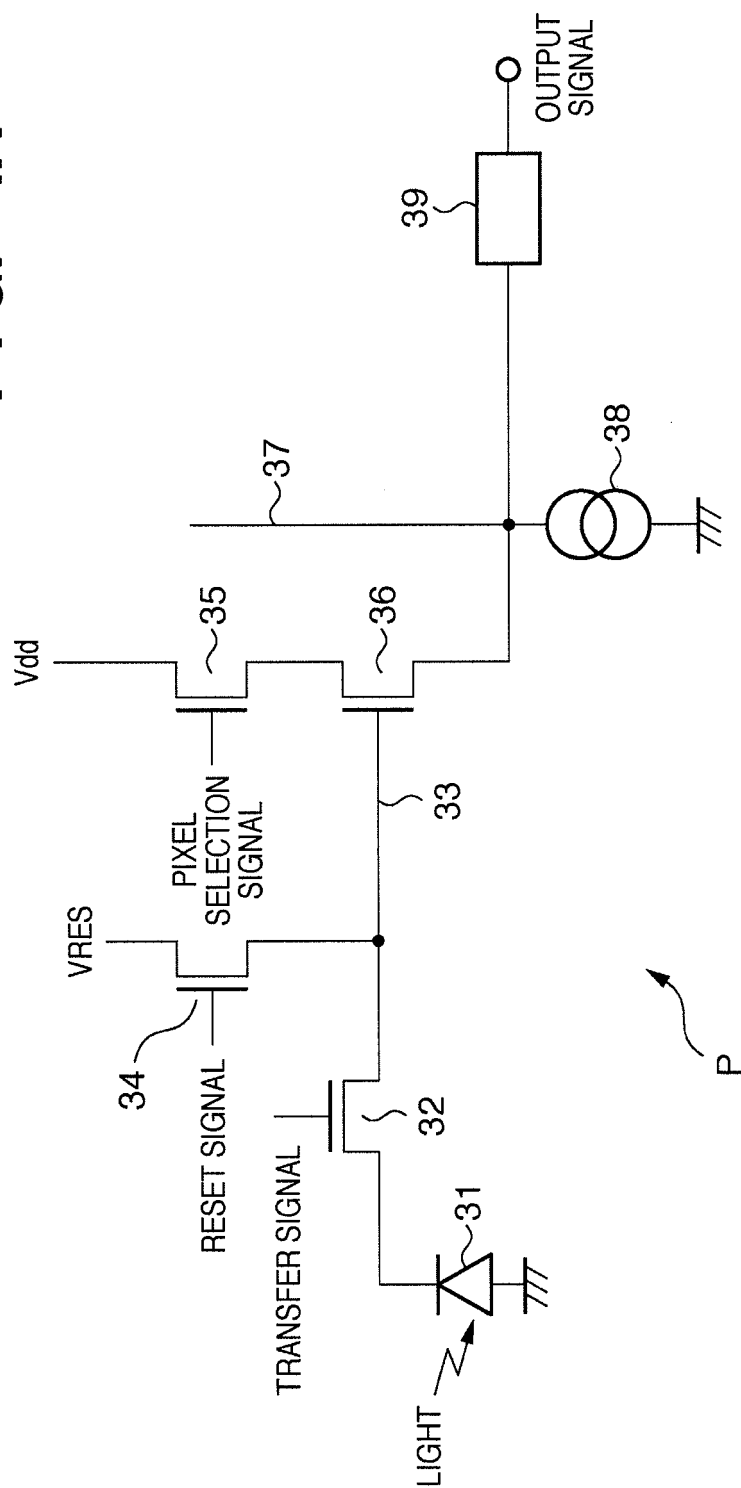 Vdd
VRES
35
37
PIXEL
SELECTION
SIGNAL
34
RESET SIGNAL
36
39
OUTPUT
SIGNAL
TRANSFER SIGNAL
32
33
38
31
LIGHT
P